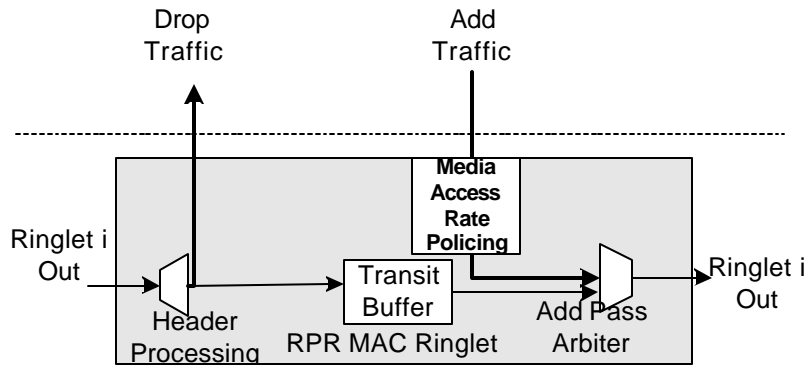 Drop
Traffic
Add
Traffic
Media
Access
Rate
Policing
Ringlet i
Out
Transit
Buffer
Ringlet i
Out
Header
Processing
RPR MAC Ringlet
Add Pass
Arbiter